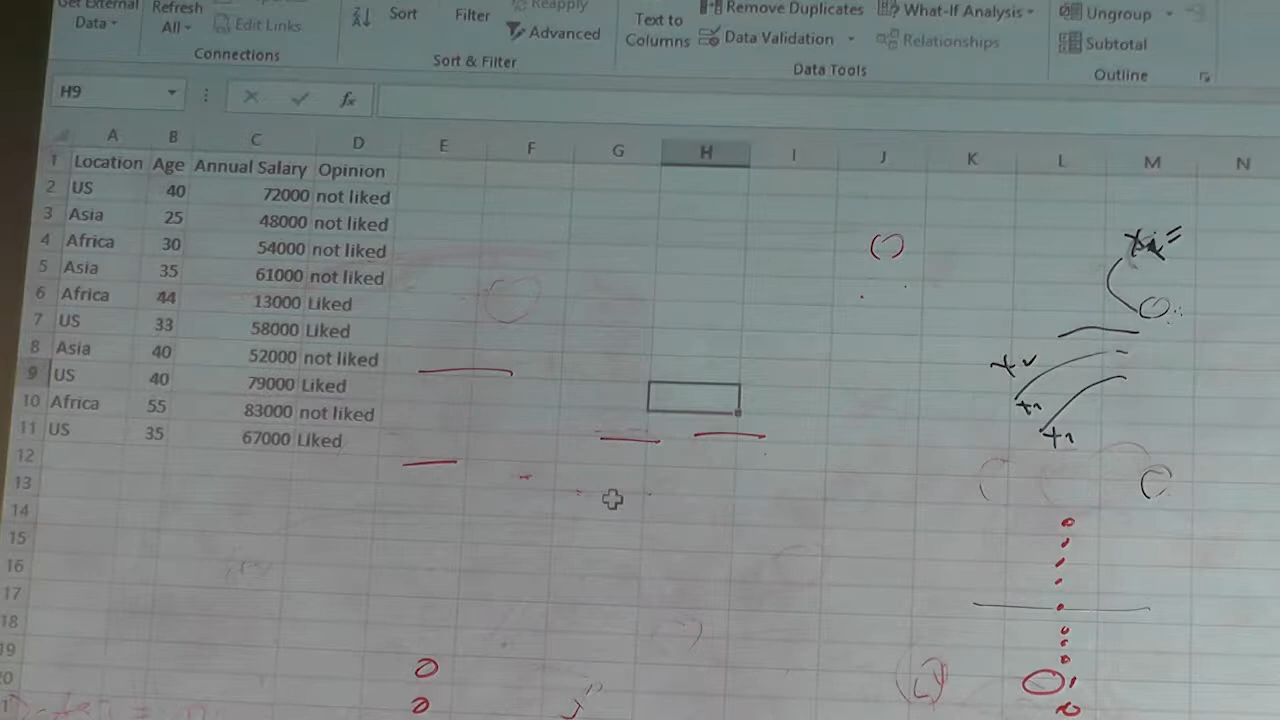 Get External
Data
Refresh
All
Edit Links
Connections
Sort
Filter
Reapply
Advanced
Sort & Filter
Text to
Columns
Remove Duplicates
Data Validation
What-If Analysis
Relationships
Data Tools
Ungroup
Subtotal
Outline
H9
fx
A B C D E F G H I J K L M N
1 Location Age Annual Salary Opinion
2 US 40 72000 not liked
3 Asia 25 48000 not liked
4 Africa 30 54000 not liked
5 Asia 35 61000 not liked
6 Africa 44 13000 Liked
7 US 33 58000 Liked
8 Asia 40 52000 not liked
9 US 40 79000 Liked
10 Africa 55 83000 not liked
11 US 35 67000 Liked
12
13
14
15
16
17
18
19
20